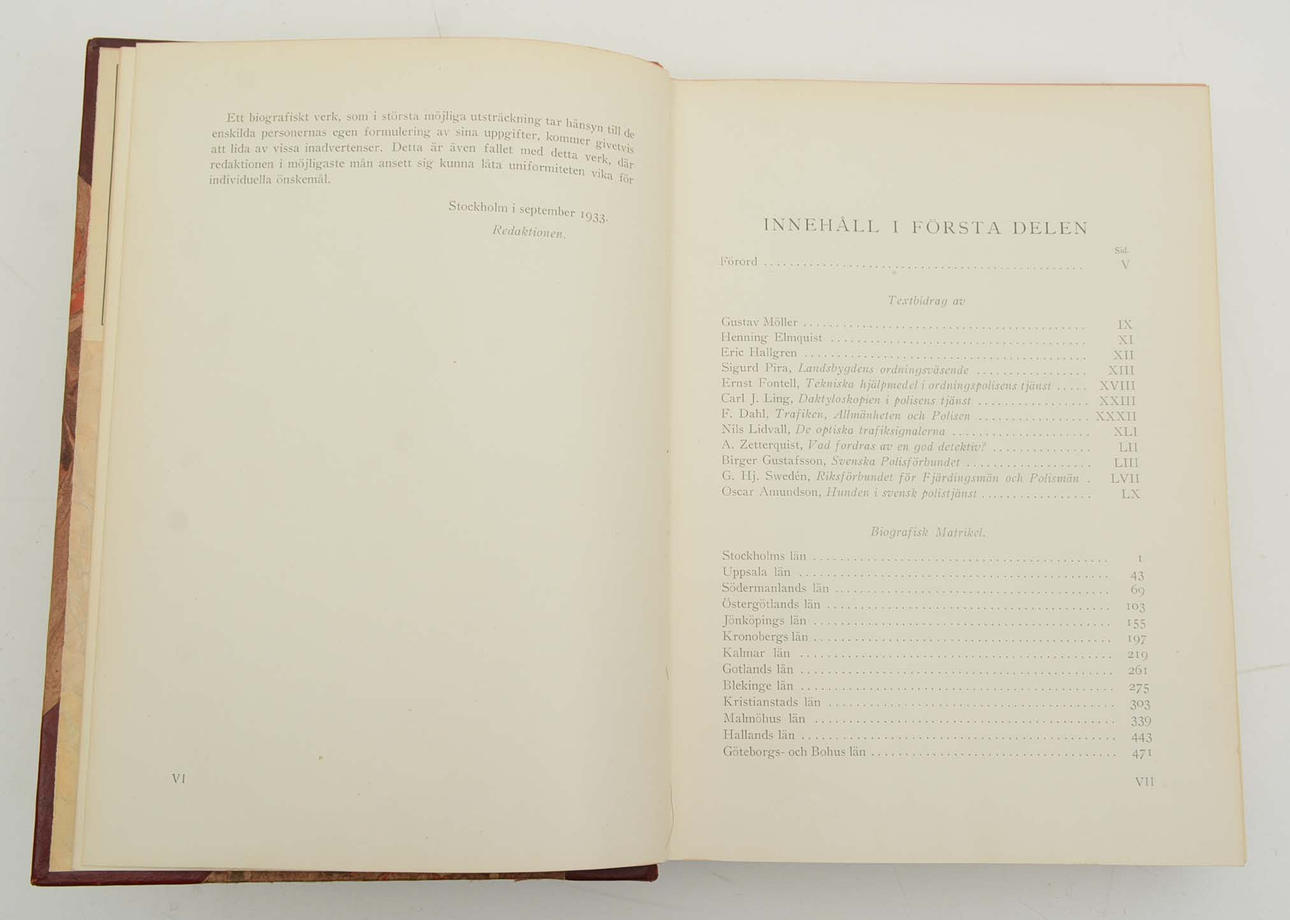 Ett biografiskt verk, som i största möjliga utsträckning tar hänsyn till de
enskilda personernas egen formulering av sina uppgifter, kommer givetvis
att lida av vissa inadvertenser. Detta är även fallet med detta verk, där
redaktionen i möjligaste mån ansett sig kunna låta uniformiteten vika för
individuella önskemål.
Stockholm i september 1933.
Redaktionen.
VI
INNEHÅLL I FÖRSTA DELEN
Sid.
Förord . . . . . . . . . . V
Textbidrag av
Gustav Möller . . . . . . . . . . IX
Henning Elmquist . . . . . . . . . . XI
Eric Hallgren . . . . . . . . . . XII
Sigurd Pira, Landsbygdens ordningsväsende . . . . . . . . . . XIII
Ernst Fontell, Tekniska hjälpmedel i ordningspolisens tjänst . . . . . XVIII
Carl J. Ling, Daktyloskopien i polisens tjänst . . . . . . . . . . XXIII
F. Dahl, Trafiken, Allmänheten och Polisen . . . . . . . . . . XXXII
Nils Lidvall, De optiska trafiksignalerna . . . . . . . . . . XLI
A. Zetterquist, Vad fordras av en god detektiv? . . . . . . . . . . LII
Birger Gustafsson, Svenska Polisförbundet . . . . . . . . . . LIII
G. Hj. Swedén, Riksförbundet för Fjärdingsmän och Polismän . LVII
Oscar Amundson, Hunden i svensk polistjänst . . . . . . . . . . LX
Biografisk Matrikel.
Stockholms län . . . . . . . . . . 1
Uppsala län . . . . . . . . . . 43
Södermanlands län . . . . . . . . . . 69
Östergötlands län . . . . . . . . . . 103
Jönköpings län . . . . . . . . . . 155
Kronobergs län . . . . . . . . . . 197
Kalmar län . . . . . . . . . . 219
Gotlands län . . . . . . . . . . 261
Blekinge län . . . . . . . . . . 275
Kristianstads län . . . . . . . . . . 303
Malmöhus län . . . . . . . . . . 339
Hallands län . . . . . . . . . . 443
Göteborgs- och Bohus län . . . . . . . . . . 471
VII